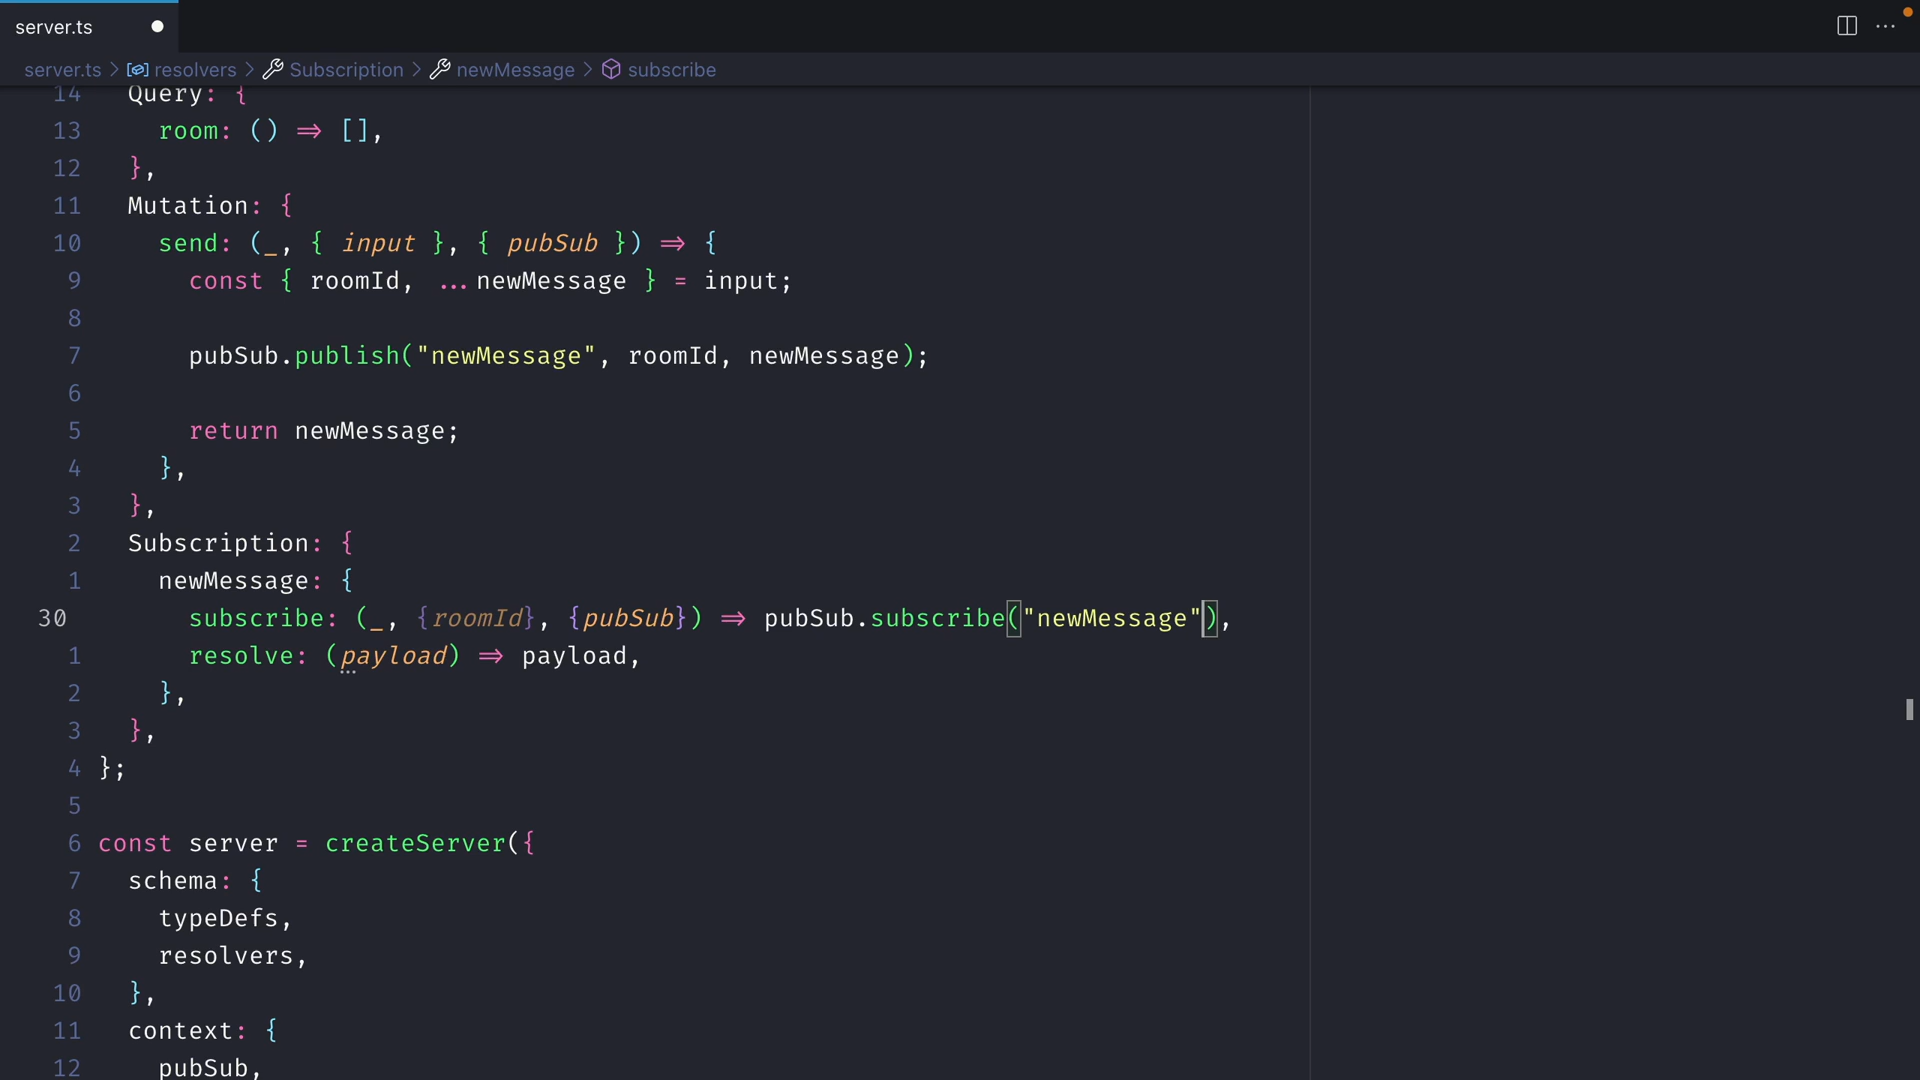 server.ts
server.ts > resolvers > Subscription > newMessage > subscribe
14 Query: {
13 room: () => [],
12 },
11 Mutation: {
10 send: (_, { input }, { pubSub }) => {
9 const { roomId, ...newMessage } = input;
8
7 pubSub.publish("newMessage", roomId, newMessage);
6
5 return newMessage;
4 },
3 },
2 Subscription: {
1 newMessage: {
30 subscribe: (_, {roomId}, {pubSub}) => pubSub.subscribe("newMessage"),
1 resolve: (payload) => payload,
2 },
3 },
4 };
5
6 const server = createServer({
7 schema: {
8 typeDefs,
9 resolvers,
10 },
11 context: {
12 pubSub,